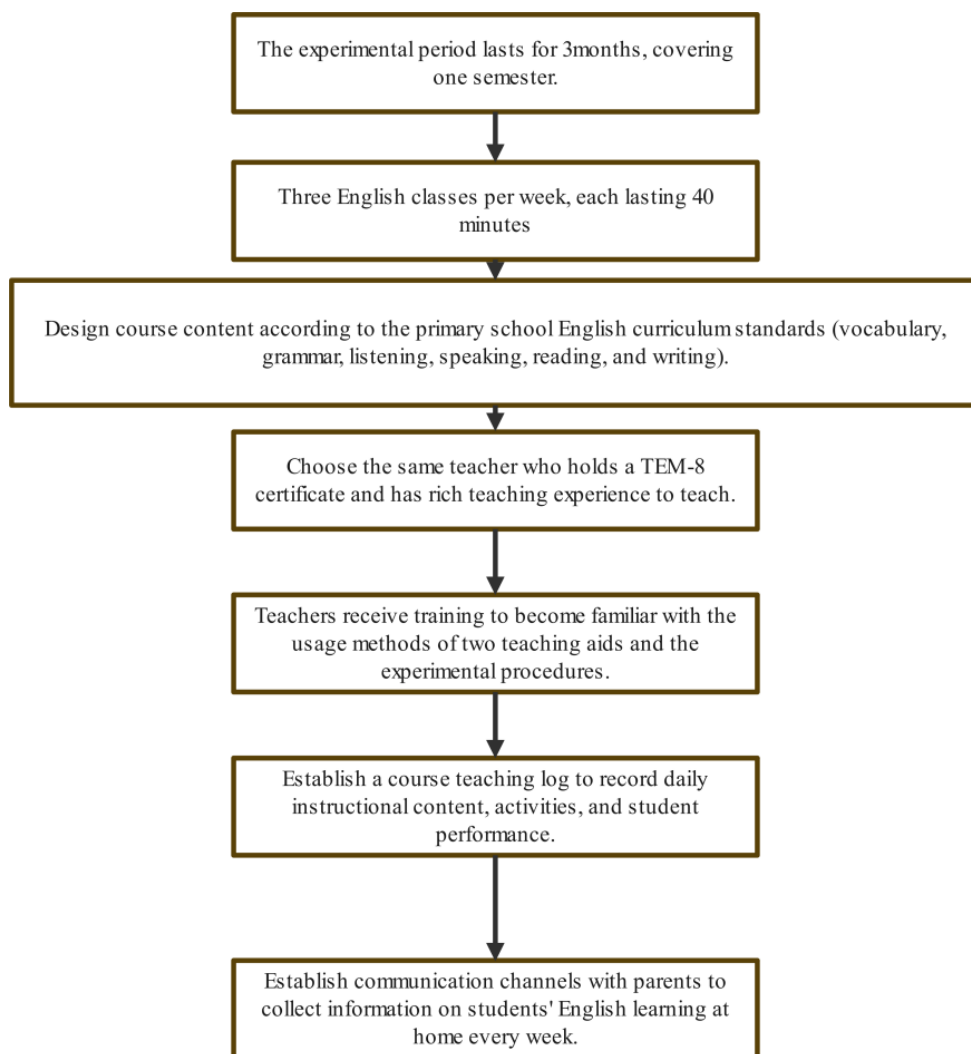 The experimental period lasts for 3months, covering
one semester.
Three English classes per week, each lasting 40
minutes
Design course content according to the primary school English curriculum standards (vocabulary,
grammar, listening, speaking, reading, and writing).
Choose the same teacher who holds a TEM-8
certificate and has rich teaching experience to teach.
Teachers receive training to become familiar with the
usage methods of two teaching aids and the
experimental procedures.
Establish a course teaching log to record daily
instructional content, activities, and student
performance.
Establish communication channels with parents to
collect information on students' English learning at
home every week.